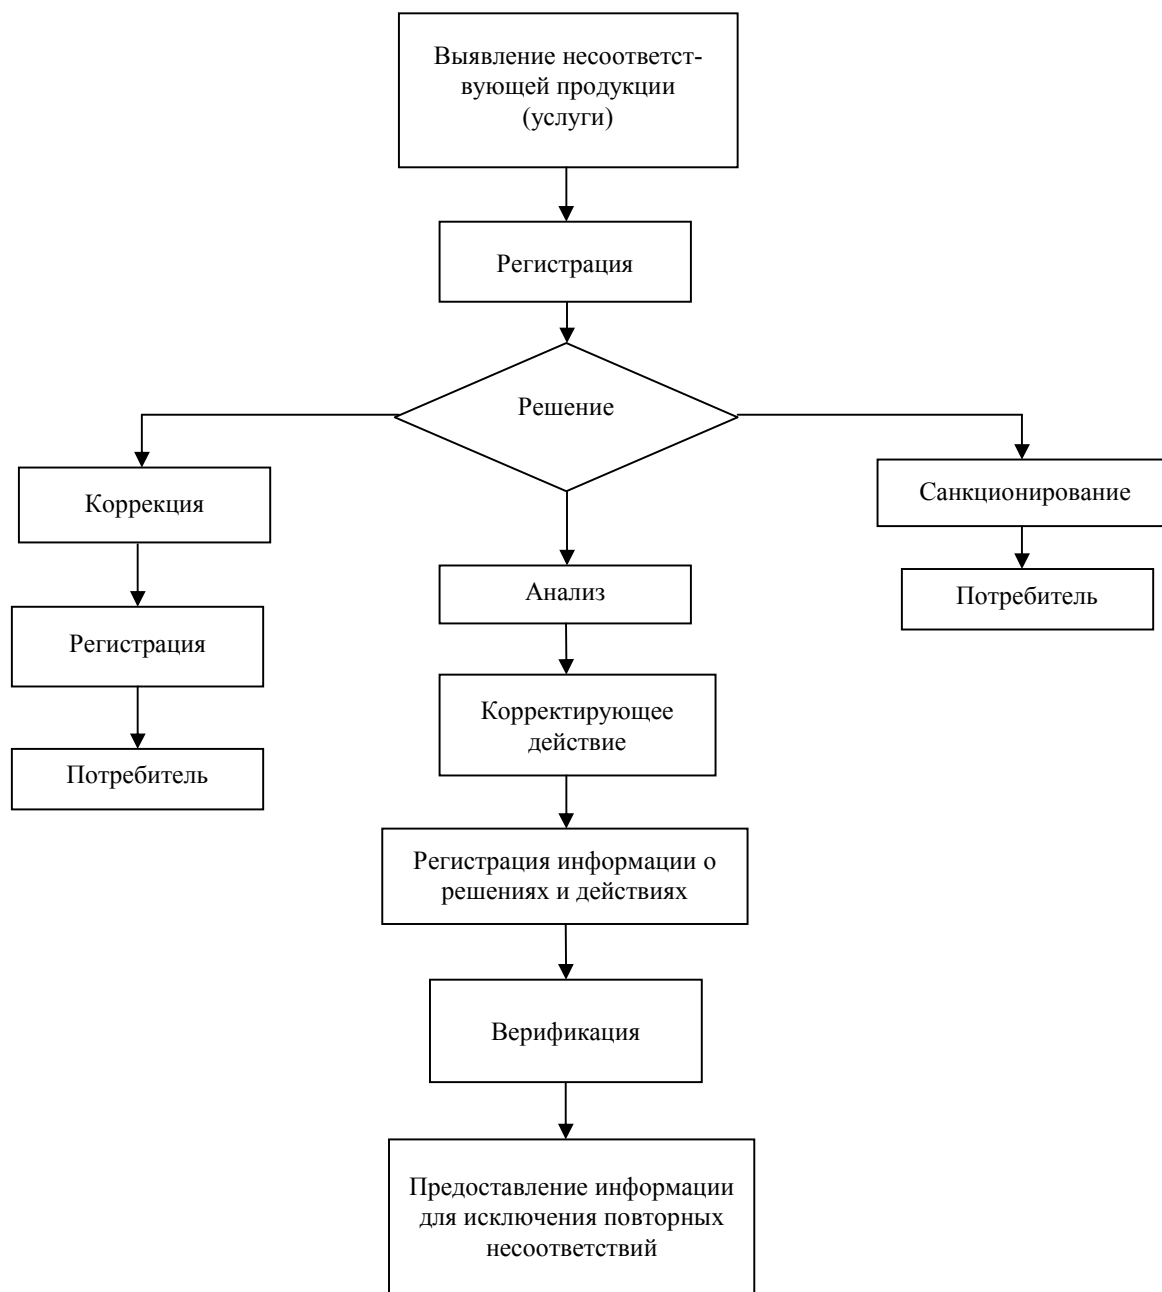 Выявление несоответст-
вующей продукции
(услуги)
Регистрация
Решение
Коррекция
Санкционирование
Анализ
Потребитель
Регистрация
Корректирующее
действие
Потребитель
Регистрация информации о
решениях и действиях
Верификация
Предоставление информации
для исключения повторных
несоответствий